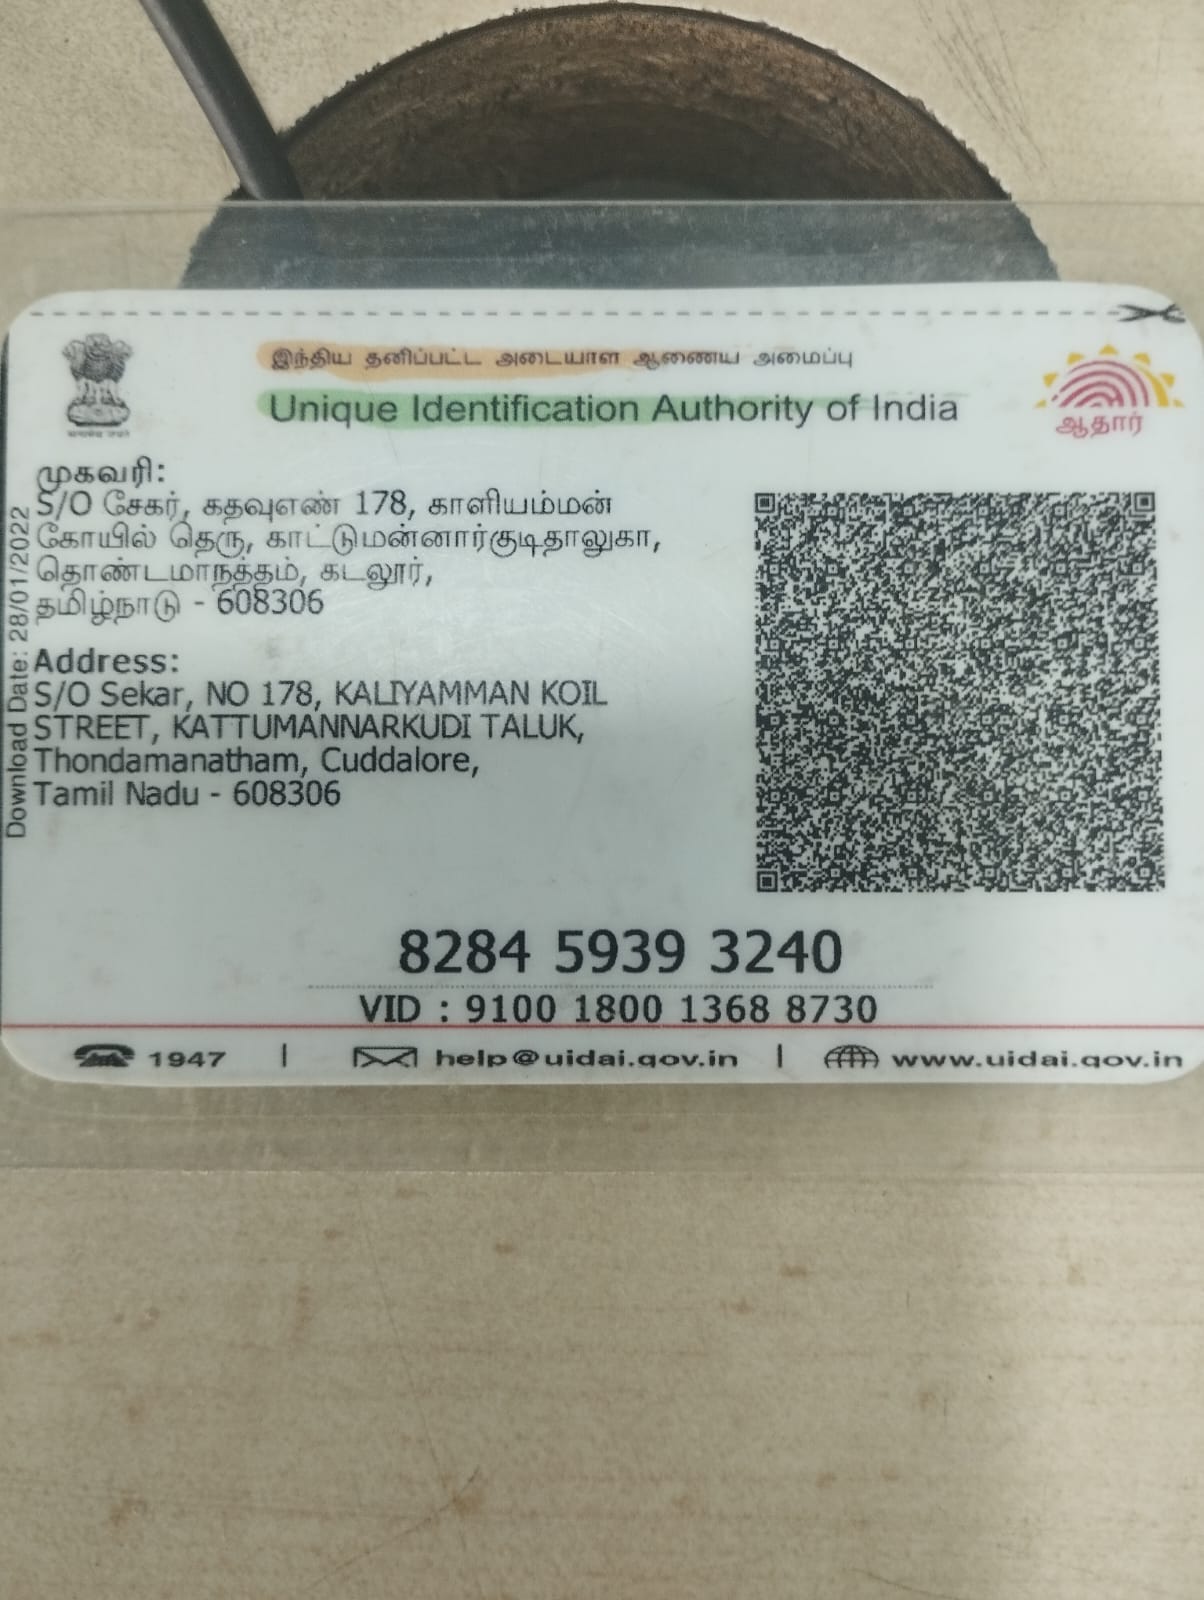 இந்திய தனிப்பட்ட அடையாள ஆணைய அமைப்பு
Unique Identification Authority of India
ஆதார்
முகவரி:
S/O சேகர், கதவுஎண் 178, காளியம்மன்
கோயில் தெரு, காட்டுமன்னார்குடிதாலுகா,
தொண்டமாநத்தம், கடலூர்,
தமிழ்நாடு - 608306
Address:
S/O Sekar, NO 178, KALIYAMMAN KOIL
STREET, KATTUMANNARKUDI TALUK,
Thondamanatham, Cuddalore,
Tamil Nadu - 608306
Download Date: 28/01/2022
8284 5939 3240
VID : 9100 1800 1368 8730
1947 | help@uidai.gov.in | www.uidai.gov.in